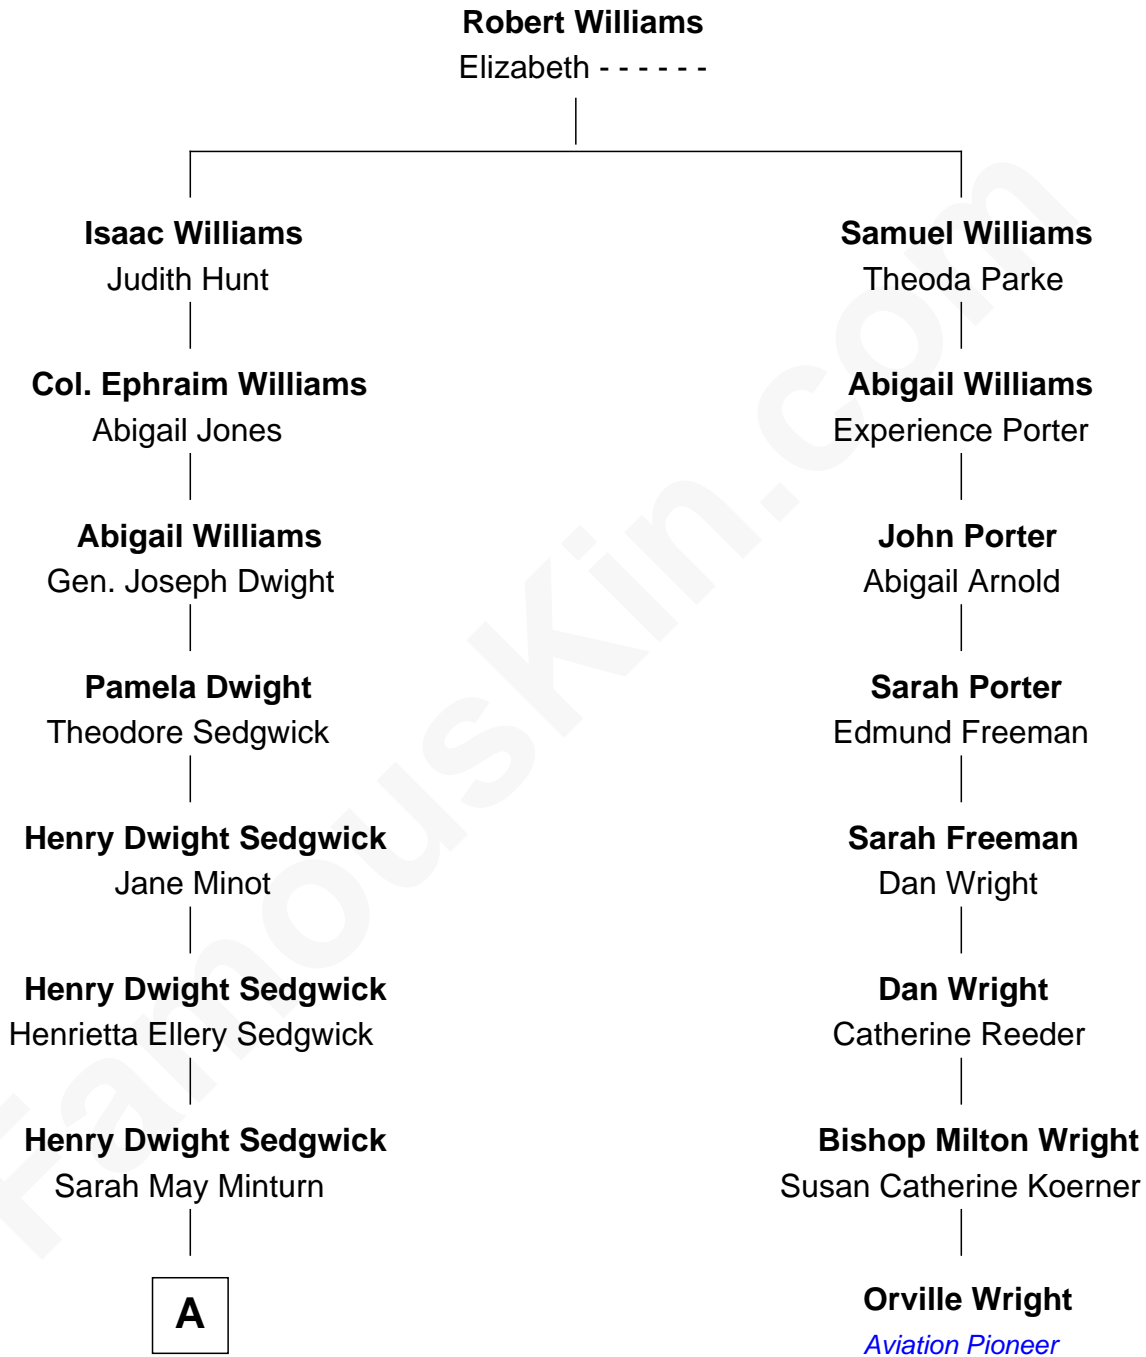 Robert Williams
Elizabeth - - - - - -
Isaac Williams
Judith Hunt
Samuel Williams
Theoda Parke
Col. Ephraim Williams
Abigail Jones
Abigail Williams
Experience Porter
Abigail Williams
Gen. Joseph Dwight
John Porter
Abigail Arnold
Pamela Dwight
Theodore Sedgwick
Sarah Porter
Edmund Freeman
Henry Dwight Sedgwick
Jane Minot
Sarah Freeman
Dan Wright
Henry Dwight Sedgwick
Henrietta Ellery Sedgwick
Dan Wright
Catherine Reeder
Henry Dwight Sedgwick
Sarah May Minturn
Bishop Milton Wright
Susan Catherine Koerner
A
Orville Wright
Aviation Pioneer
FamousKin.com